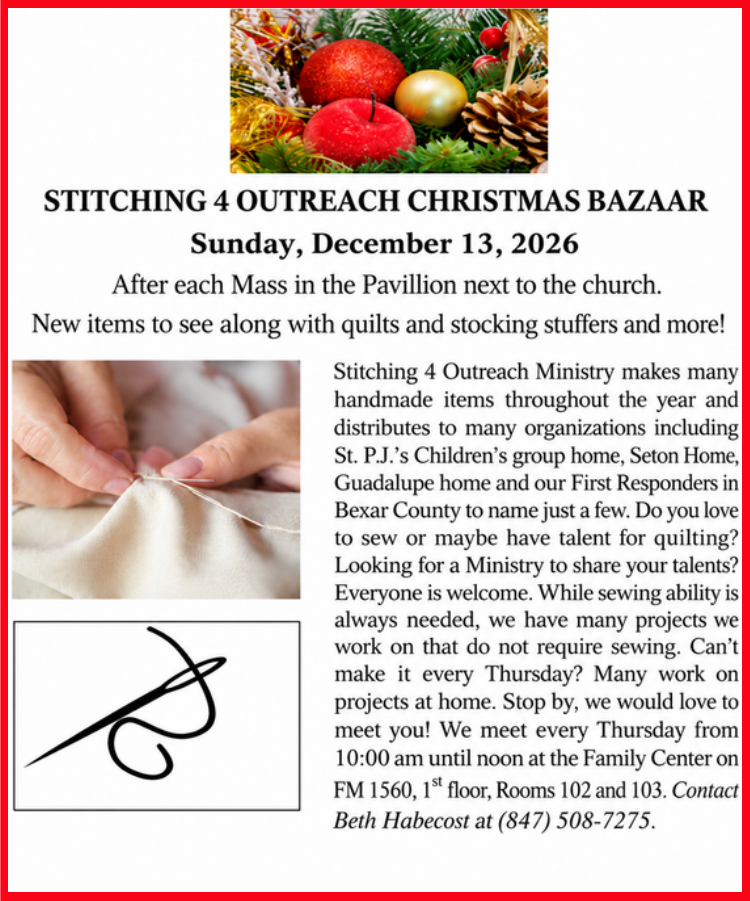 STITCHING 4 OUTREACH CHRISTMAS BAZAAR
Sunday, December 13, 2026
After each Mass in the Pavillion next to the church.
New items to see along with quilts and stocking stuffers and more!
Stitching 4 Outreach Ministry makes many
handmade items throughout the year and
distributes to many organizations including
St. P.J.’s Children’s group home, Seton Home,
Guadalupe home and our First Responders in
Bexar County to name just a few. Do you love
to sew or maybe have talent for quilting?
Looking for a Ministry to share your talents?
Everyone is welcome. While sewing ability is
always needed, we have many projects we
work on that do not require sewing. Can’t
make it every Thursday? Many work on
projects at home. Stop by, we would love to
meet you! We meet every Thursday from
10:00 am until noon at the Family Center on
FM 1560, 1st floor, Rooms 102 and 103. Contact
Beth Habecost at (847) 508-7275.